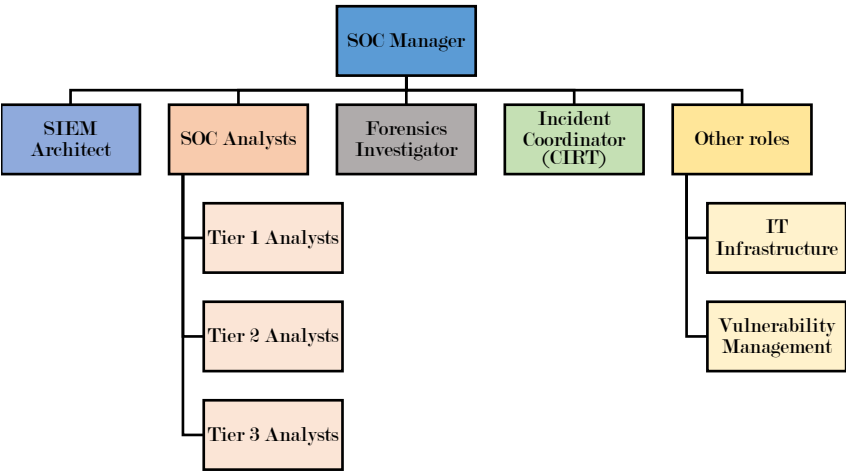 SOC Manager
SIEM
Architect
SOC Analysts
Forensics
Investigator
Incident
Coordinator
(CIRT)
Other roles
Tier 1 Analysts
Tier 2 Analysts
Tier 3 Analysts
IT
Infrastructure
Vulnerability
Management